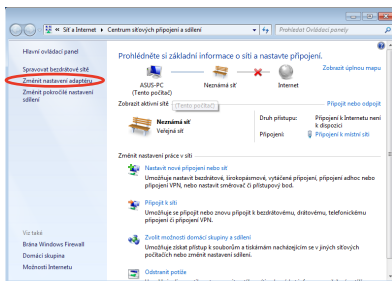 « Síť a Internet ▸ Centrum síťových připojení a sdílení
Prohledat Ovládací panely
Hlavní ovládací panel
Spravovat bezdrátové sítě
Změnit nastavení adaptéru
Změnit pokročilé nastavení
sdílení
Prohlédněte si základní informace o síti a nastavte připojení.
Zobrazit úplnou mapu
ASUS-PC
(Tento počítač)
Neznámá síť
Internet
Zobrazit aktivní sítě
(Tento počítač)
Připojit nebo odpojit
Neznámá síť
Veřejná síť
Druh přístupu:
Připojení k Internetu není
k dispozici
Připojení:
Připojení k místní síti
Změnit nastavení práce v síti
Nastavit nové připojení nebo síť
Umožňuje nastavit bezdrátové, širokopásmové, vytáčené připojení, připojení adhoc nebo
připojení VPN, nebo nastavit směrovač či přístupový bod.
Připojit k síti
Umožňuje se připojit nebo znovu připojit k bezdrátovému, drátovému, telefonickému
připojení či připojení VPN.
Zvolit možnosti domácí skupiny a sdílení
Umožňuje získat přístup k souborům a tiskárnám nacházejícím se v jiných síťových
počítačích nebo změnit nastavení sdílení.
Odstranit potíže
Viz také
Brána Windows Firewall
Domácí skupina
Možnosti Internetu